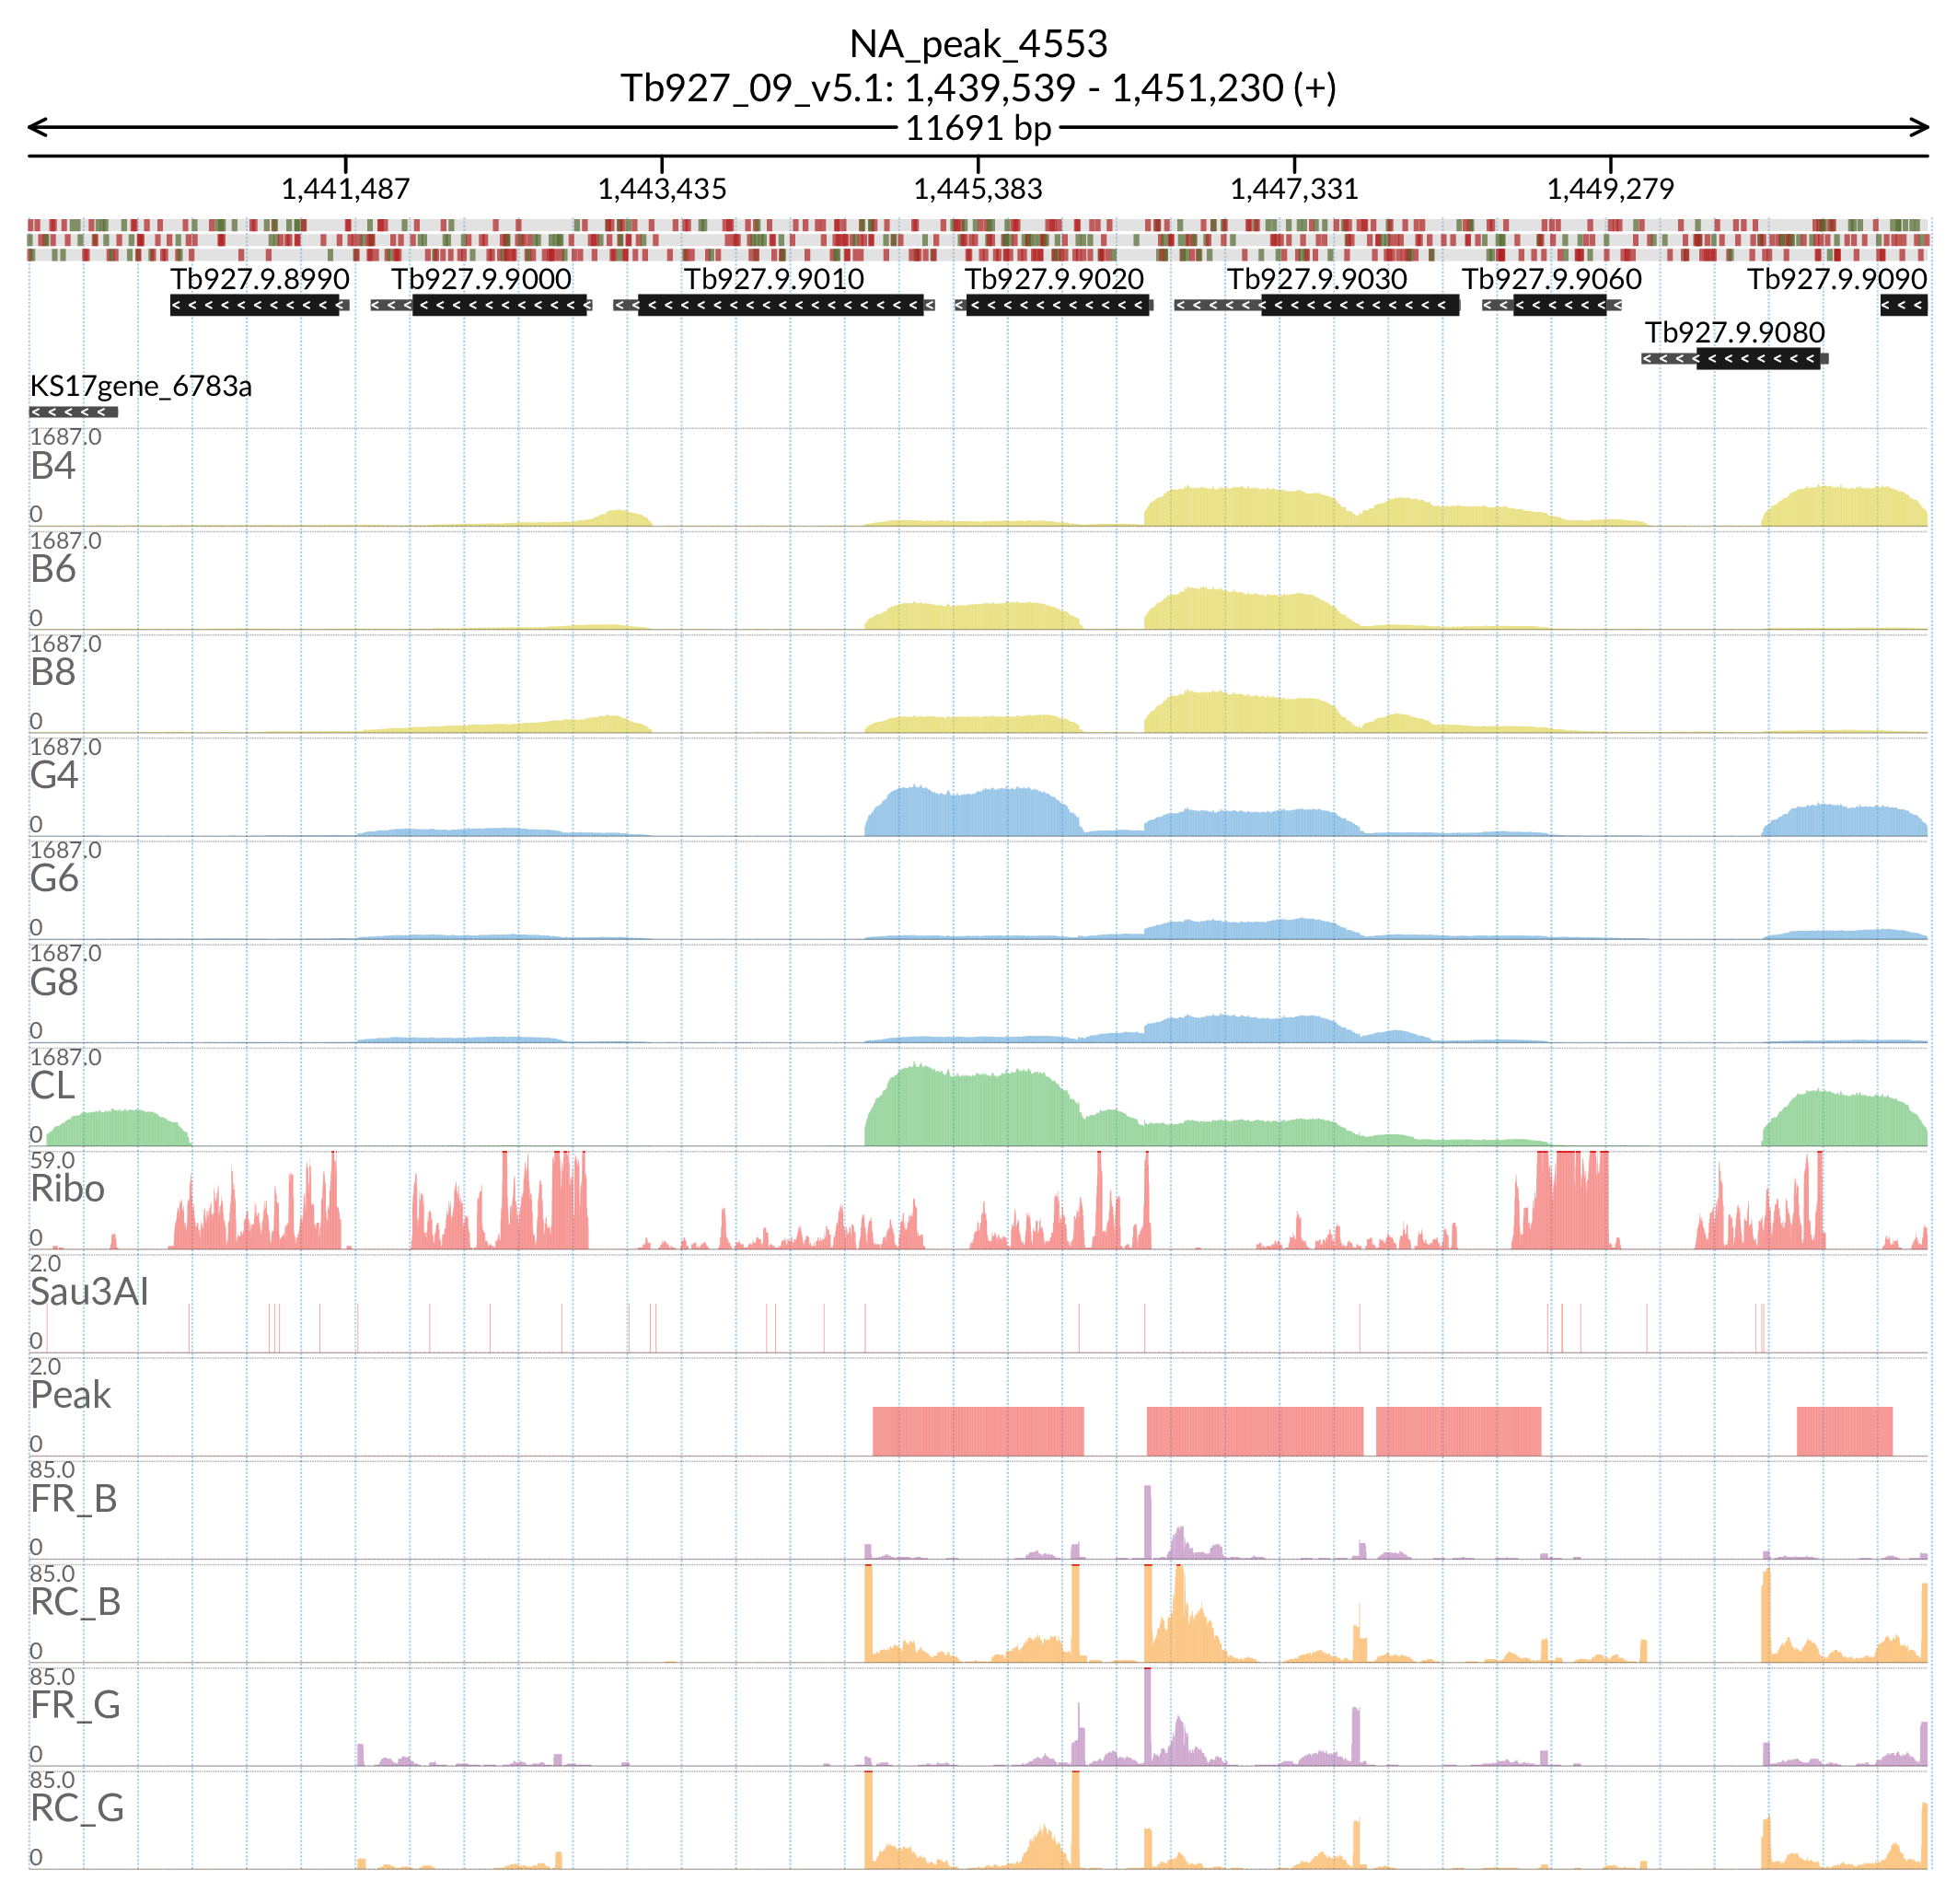 NA_peak_4553
Tb927_09_v5.1: 1,439,539 - 1,451,230 (+)
11691 bp
1,441,487 1,443,435 1,445,383 1,447,331 1,449,279
Tb927.9.8990 Tb927.9.9000 Tb927.9.9010 Tb927.9.9020 Tb927.9.9030 Tb927.9.9060 Tb927.9.9090
Tb927.9.9080
KS17gene_6783a
1687.0
B4
0
1687.0
B6
0
1687.0
B8
0
1687.0
G4
0
1687.0
G6
0
1687.0
G8
0
1687.0
CL
0
59.0
Ribo
0
2.0
Sau3AI
0
2.0
Peak
0
85.0
FR_B
0
85.0
RC_B
0
85.0
FR_G
0
85.0
RC_G
0